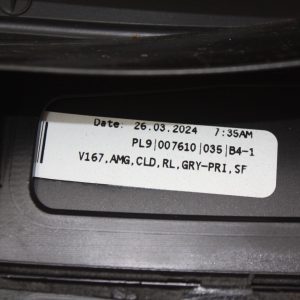 Date: 26.03.2024 7:35AM
PL9|007610|035|B4-1
V167,AMG,CLD,RL,GRY-PRI,SF